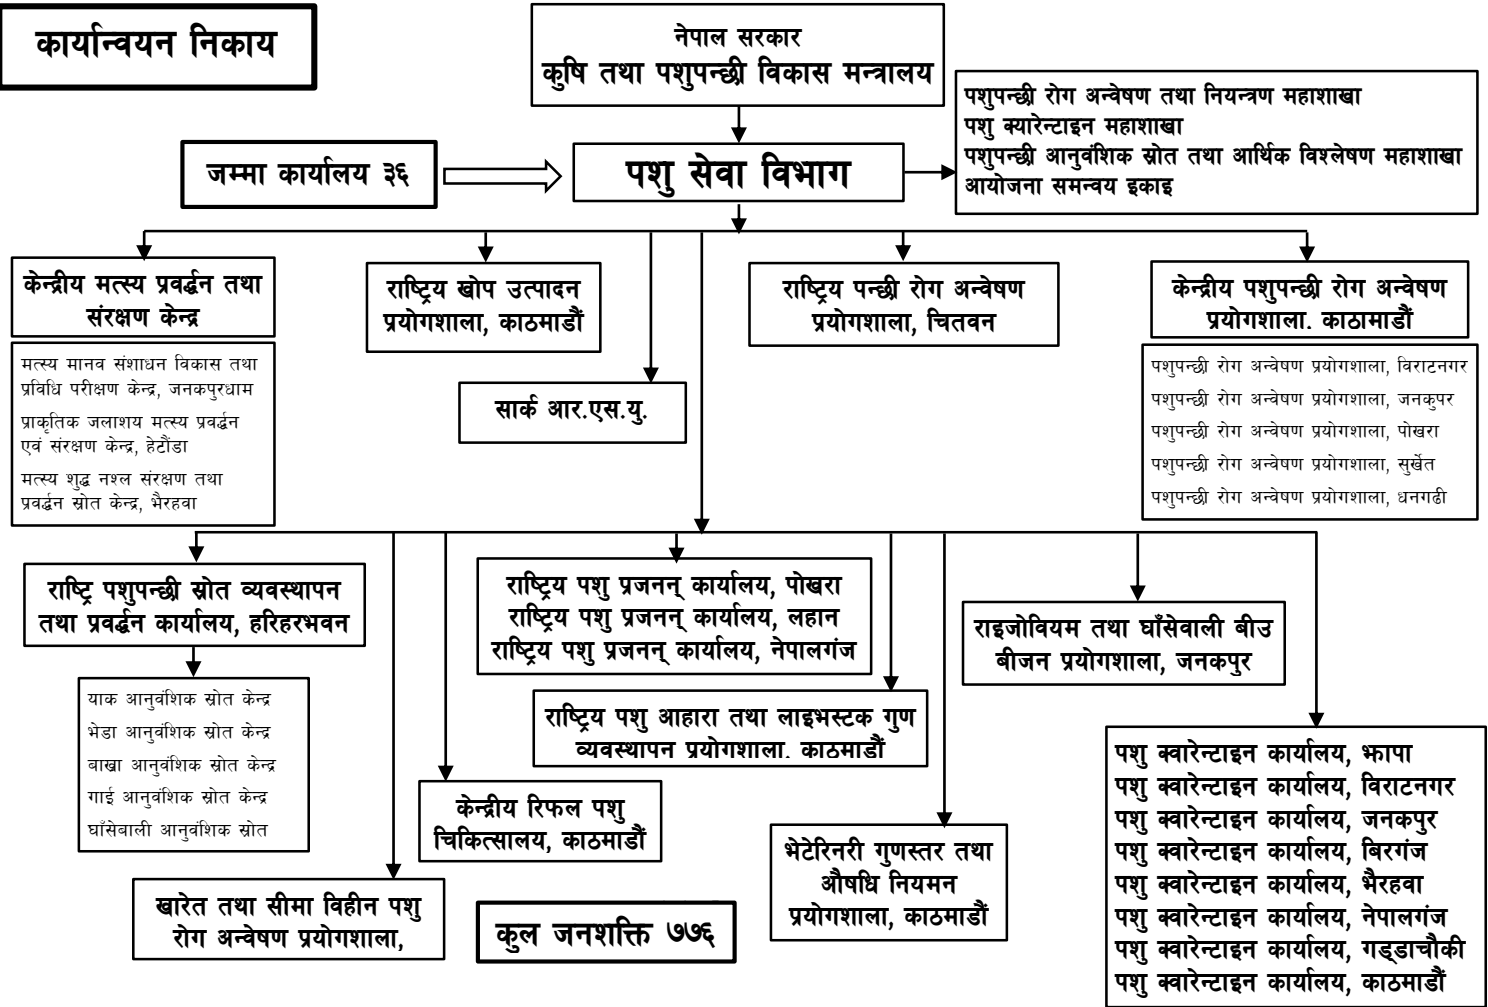 कार्यान्वयन निकाय
नेपाल सरकार
कृषि तथा पशुपन्छी विकास मन्त्रालय
पशुपन्छी रोग अन्वेषण तथा नियन्त्रण महाशाखा
पशु क्यारेन्टाइन महाशाखा
पशुपन्छी आनुवंशिक स्रोत तथा आर्थिक विश्लेषण महाशाखा
आयोजना समन्वय इकाइ
जम्मा कार्यालय ३६
पशु सेवा विभाग
केन्द्रीय मत्स्य प्रवर्द्धन तथा
संरक्षण केन्द्र
मत्स्य मानव संशाधन विकास तथा
प्रविधि परीक्षण केन्द्र, जनकपुरधाम
प्राकृतिक जलाशय मत्स्य प्रवर्द्धन
एवं संरक्षण केन्द्र, हेटौंडा
मत्स्य शुद्ध नश्ल संरक्षण तथा
प्रवर्द्धन स्रोत केन्द्र, भैरहवा
राष्ट्रिय खोप उत्पादन
प्रयोगशाला, काठमाडौं
सार्क आर.एस.यु.
राष्ट्रिय पन्छी रोग अन्वेषण
प्रयोगशाला, चितवन
केन्द्रीय पशुपन्छी रोग अन्वेषण
प्रयोगशाला. काठामाडौं
पशुपन्छी रोग अन्वेषण प्रयोगशाला, विराटनगर
पशुपन्छी रोग अन्वेषण प्रयोगशाला, जनकुपर
पशुपन्छी रोग अन्वेषण प्रयोगशाला, पोखरा
पशुपन्छी रोग अन्वेषण प्रयोगशाला, सुर्खेत
पशुपन्छी रोग अन्वेषण प्रयोगशाला, धनगढी
राष्ट्रि पशुपन्छी स्रोत व्यवस्थापन
तथा प्रवर्द्धन कार्यालय, हरिहरभवन
याक आनुवंशिक स्रोत केन्द्र
भेडा आनुवंशिक स्रोत केन्द्र
बाख्रा आनुवंशिक स्रोत केन्द्र
गाई आनुवंशिक स्रोत केन्द्र
घाँसेबाली आनुवंशिक स्रोत
खारेत तथा सीमा विहीन पशु
रोग अन्वेषण प्रयोगशाला,
केन्द्रीय रिफल पशु
चिकित्सालय, काठमाडौं
राष्ट्रिय पशु प्रजनन् कार्यालय, पोखरा
राष्ट्रिय पशु प्रजनन् कार्यालय, लहान
राष्ट्रिय पशु प्रजनन् कार्यालय, नेपालगंज
राष्ट्रिय पशु आहारा तथा लाइभस्टक गुण
व्यवस्थापन प्रयोगशाला. काठमाडौं
भेटेरिनरी गुणस्तर तथा
औषधि नियमन
प्रयोगशाला, काठमाडौं
राइजोवियम तथा घाँसेवाली बीउ
बीजन प्रयोगशाला, जनकपुर
पशु क्वारेन्टाइन कार्यालय, झापा
पशु क्वारेन्टाइन कार्यालय, विराटनगर
पशु क्वारेन्टाइन कार्यालय, जनकपुर
पशु क्वारेन्टाइन कार्यालय, बिरगंज
पशु क्वारेन्टाइन कार्यालय, भैरहवा
पशु क्वारेन्टाइन कार्यालय, नेपालगंज
पशु क्वारेन्टाइन कार्यालय, गड्डाचौकी
पशु क्वारेन्टाइन कार्यालय, काठमाडौं
कुल जनशक्ति ७७६